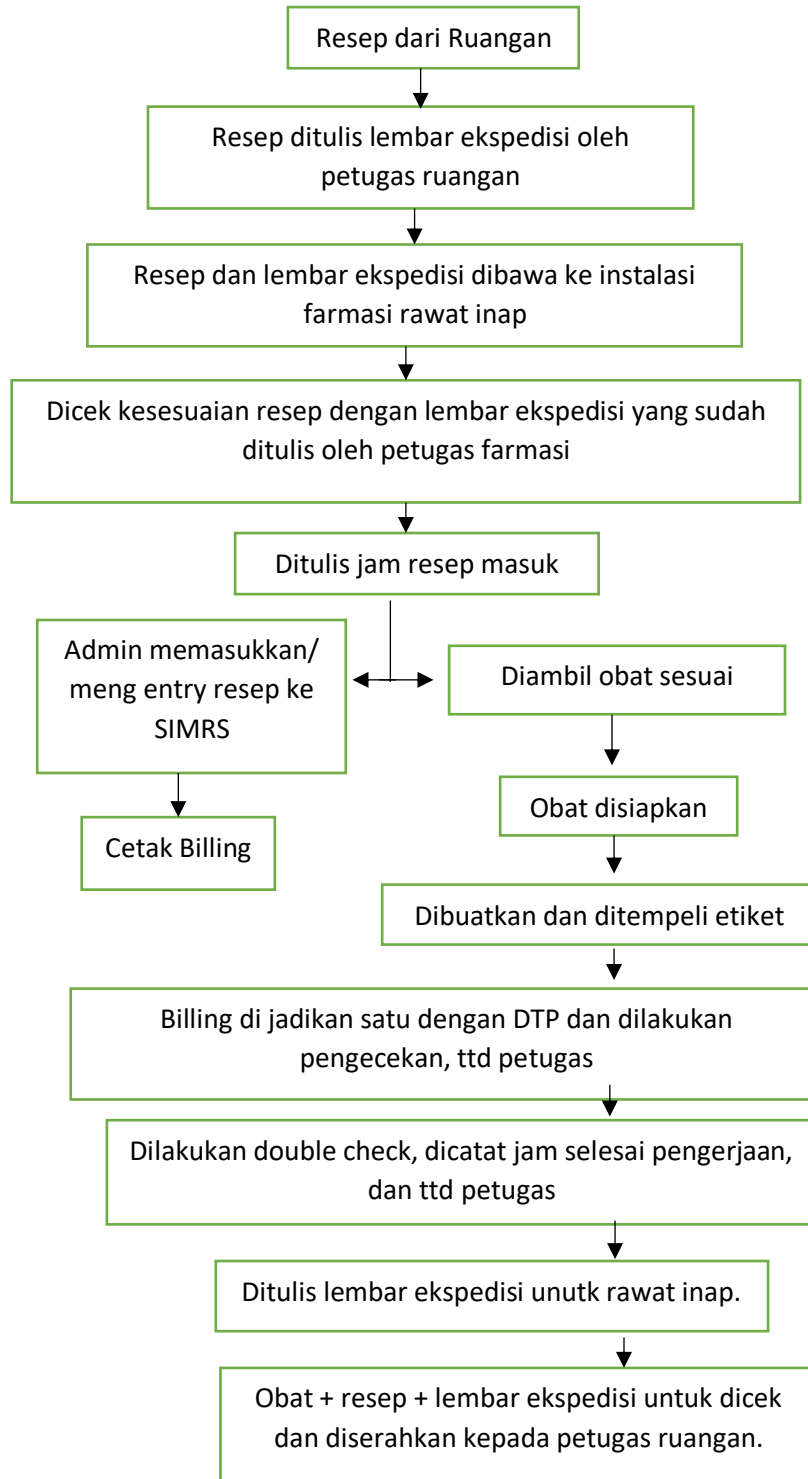 Resep dari Ruangan
Resep ditulis lembar ekspedisi oleh
petugas ruangan
Resep dan lembar ekspedisi dibawa ke instalasi
farmasi rawat inap
Dicek kesesuaian resep dengan lembar ekspedisi yang sudah
ditulis oleh petugas farmasi
Ditulis jam resep masuk
Admin memasukkan/
meng entry resep ke
SIMRS
Cetak Billing
Diambil obat sesuai
Obat disiapkan
Dibuatkan dan ditempeli etiket
Billing di jadikan satu dengan DTP dan dilakukan
pengecekan, ttd petugas
Dilakukan double check, dicatat jam selesai pengerjaan,
dan ttd petugas
Ditulis lembar ekspedisi unutk rawat inap.
Obat + resep + lembar ekspedisi untuk dicek
dan diserahkan kepada petugas ruangan.